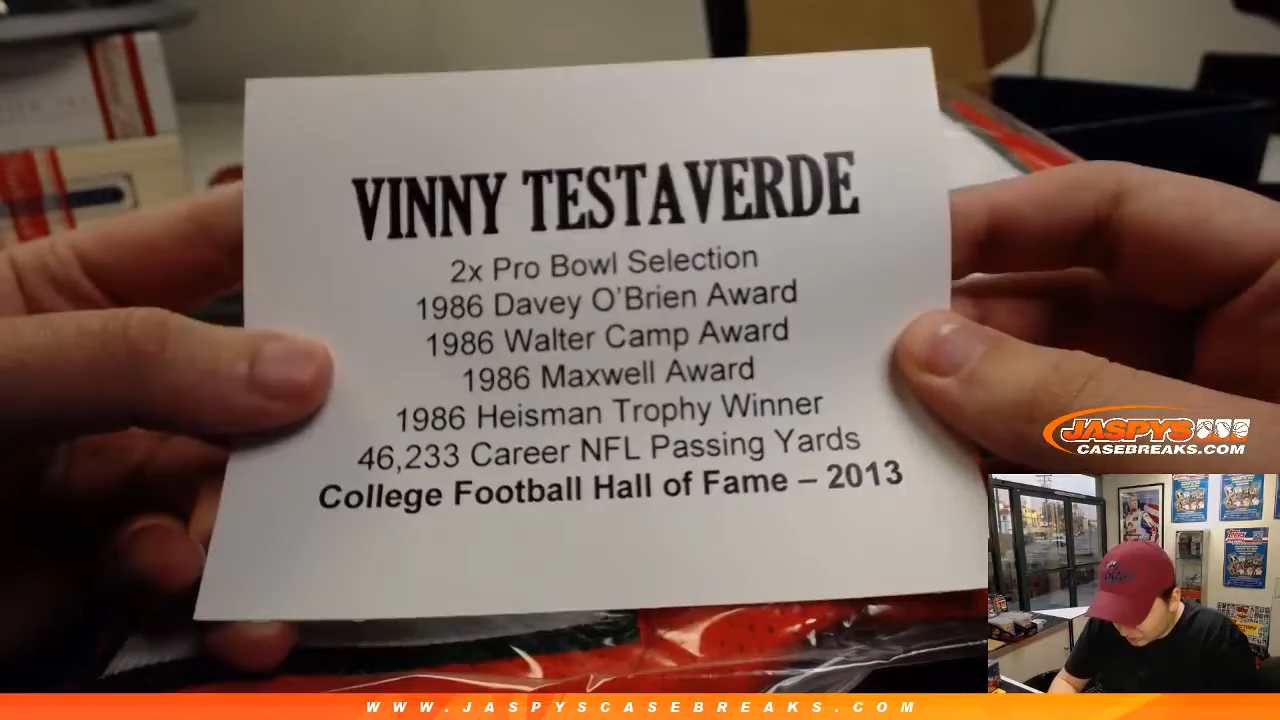 VINNY TESTAVERDE
2x Pro Bowl Selection
1986 Davey O'Brien Award
1986 Walter Camp Award
1986 Maxwell Award
1986 Heisman Trophy Winner
46,233 Career NFL Passing Yards
College Football Hall of Fame – 2013
JASPYS
CASEBREAKS.COM
Topps
WWW.JASPYSCASEBREAKS.COM